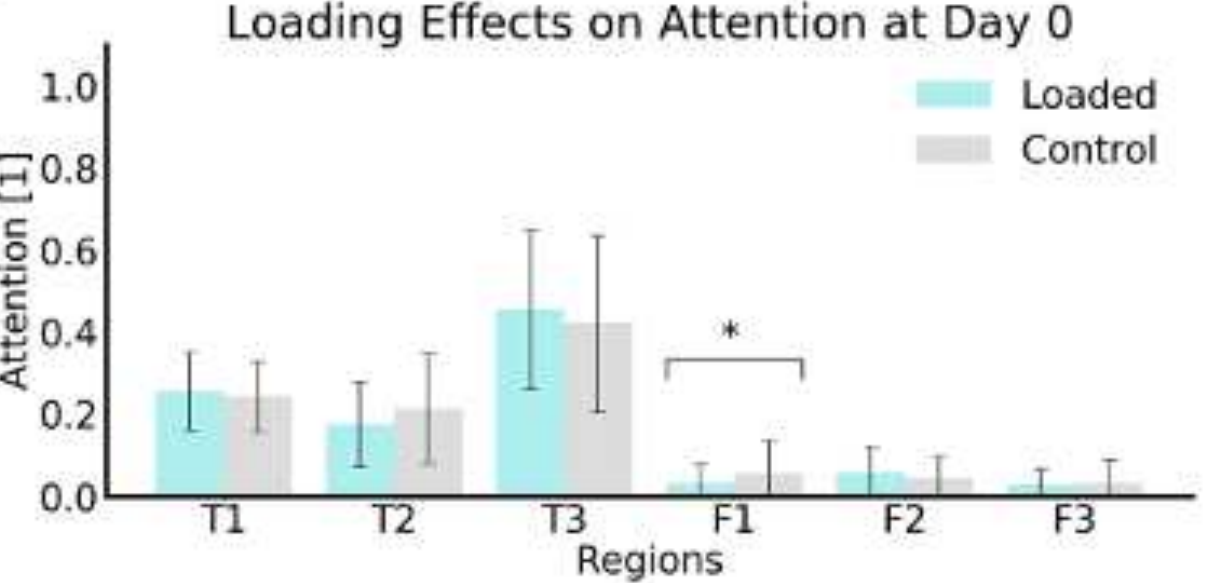 Loading Effects on Attention at Day 0
Attention [1]
1.0
0.8
0.6
0.4
0.2
0.0
Loaded
Control
*
T1 T2 T3 F1 F2 F3
Regions